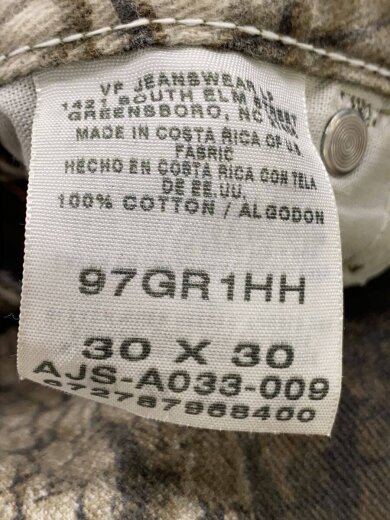 VF JEANSWEAR LP
1421 SOUTH ELM STREET
GREENSBORO, NC
MADE IN COSTA RICA OF U.S.
FABRIC
HECHO EN COSTA RICA CON TELA
DE EE.UU.
100% COTTON / ALGODON
97GR1HH
30 X 30
AJS-A033-009
672787968400